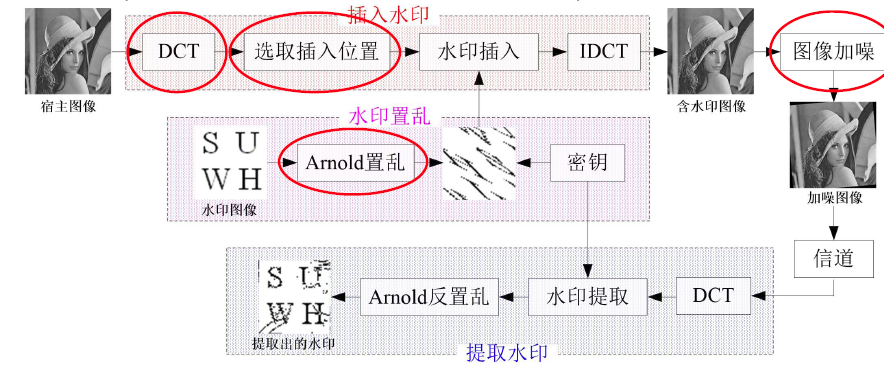 插入水印
DCT
选取插入位置
水印插入
IDCT
图像加噪
宿主图像
含水印图像
水印置乱
S U
W H
Arnold置乱
密钥
水印图像
加噪图像
信道
S U
W H
Arnold反置乱
水印提取
DCT
提取出的水印
提取水印